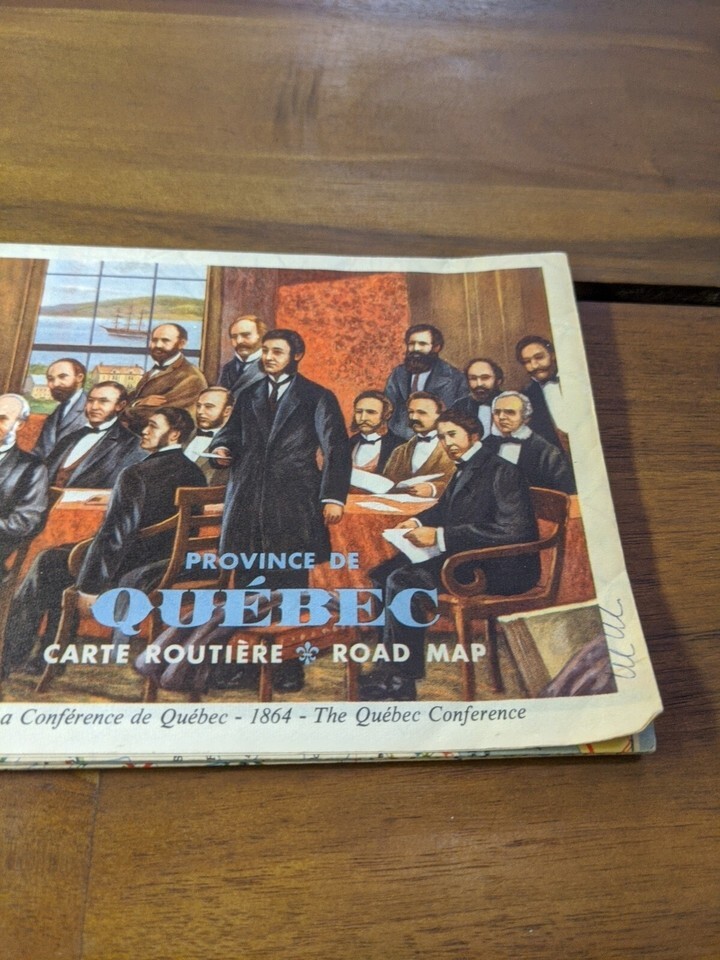 PROVINCE DE
QUÉBEC
CARTE ROUTIÈRE ⚜ ROAD MAP
a Conférence de Québec - 1864 - The Québec Conference